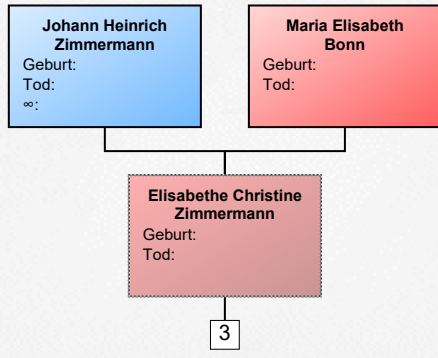 Johann Heinrich
Zimmermann
Geburt:
Tod:
∞:
Maria Elisabeth
Bonn
Geburt:
Tod:
Elisabethe Christine
Zimmermann
Geburt:
Tod:
3